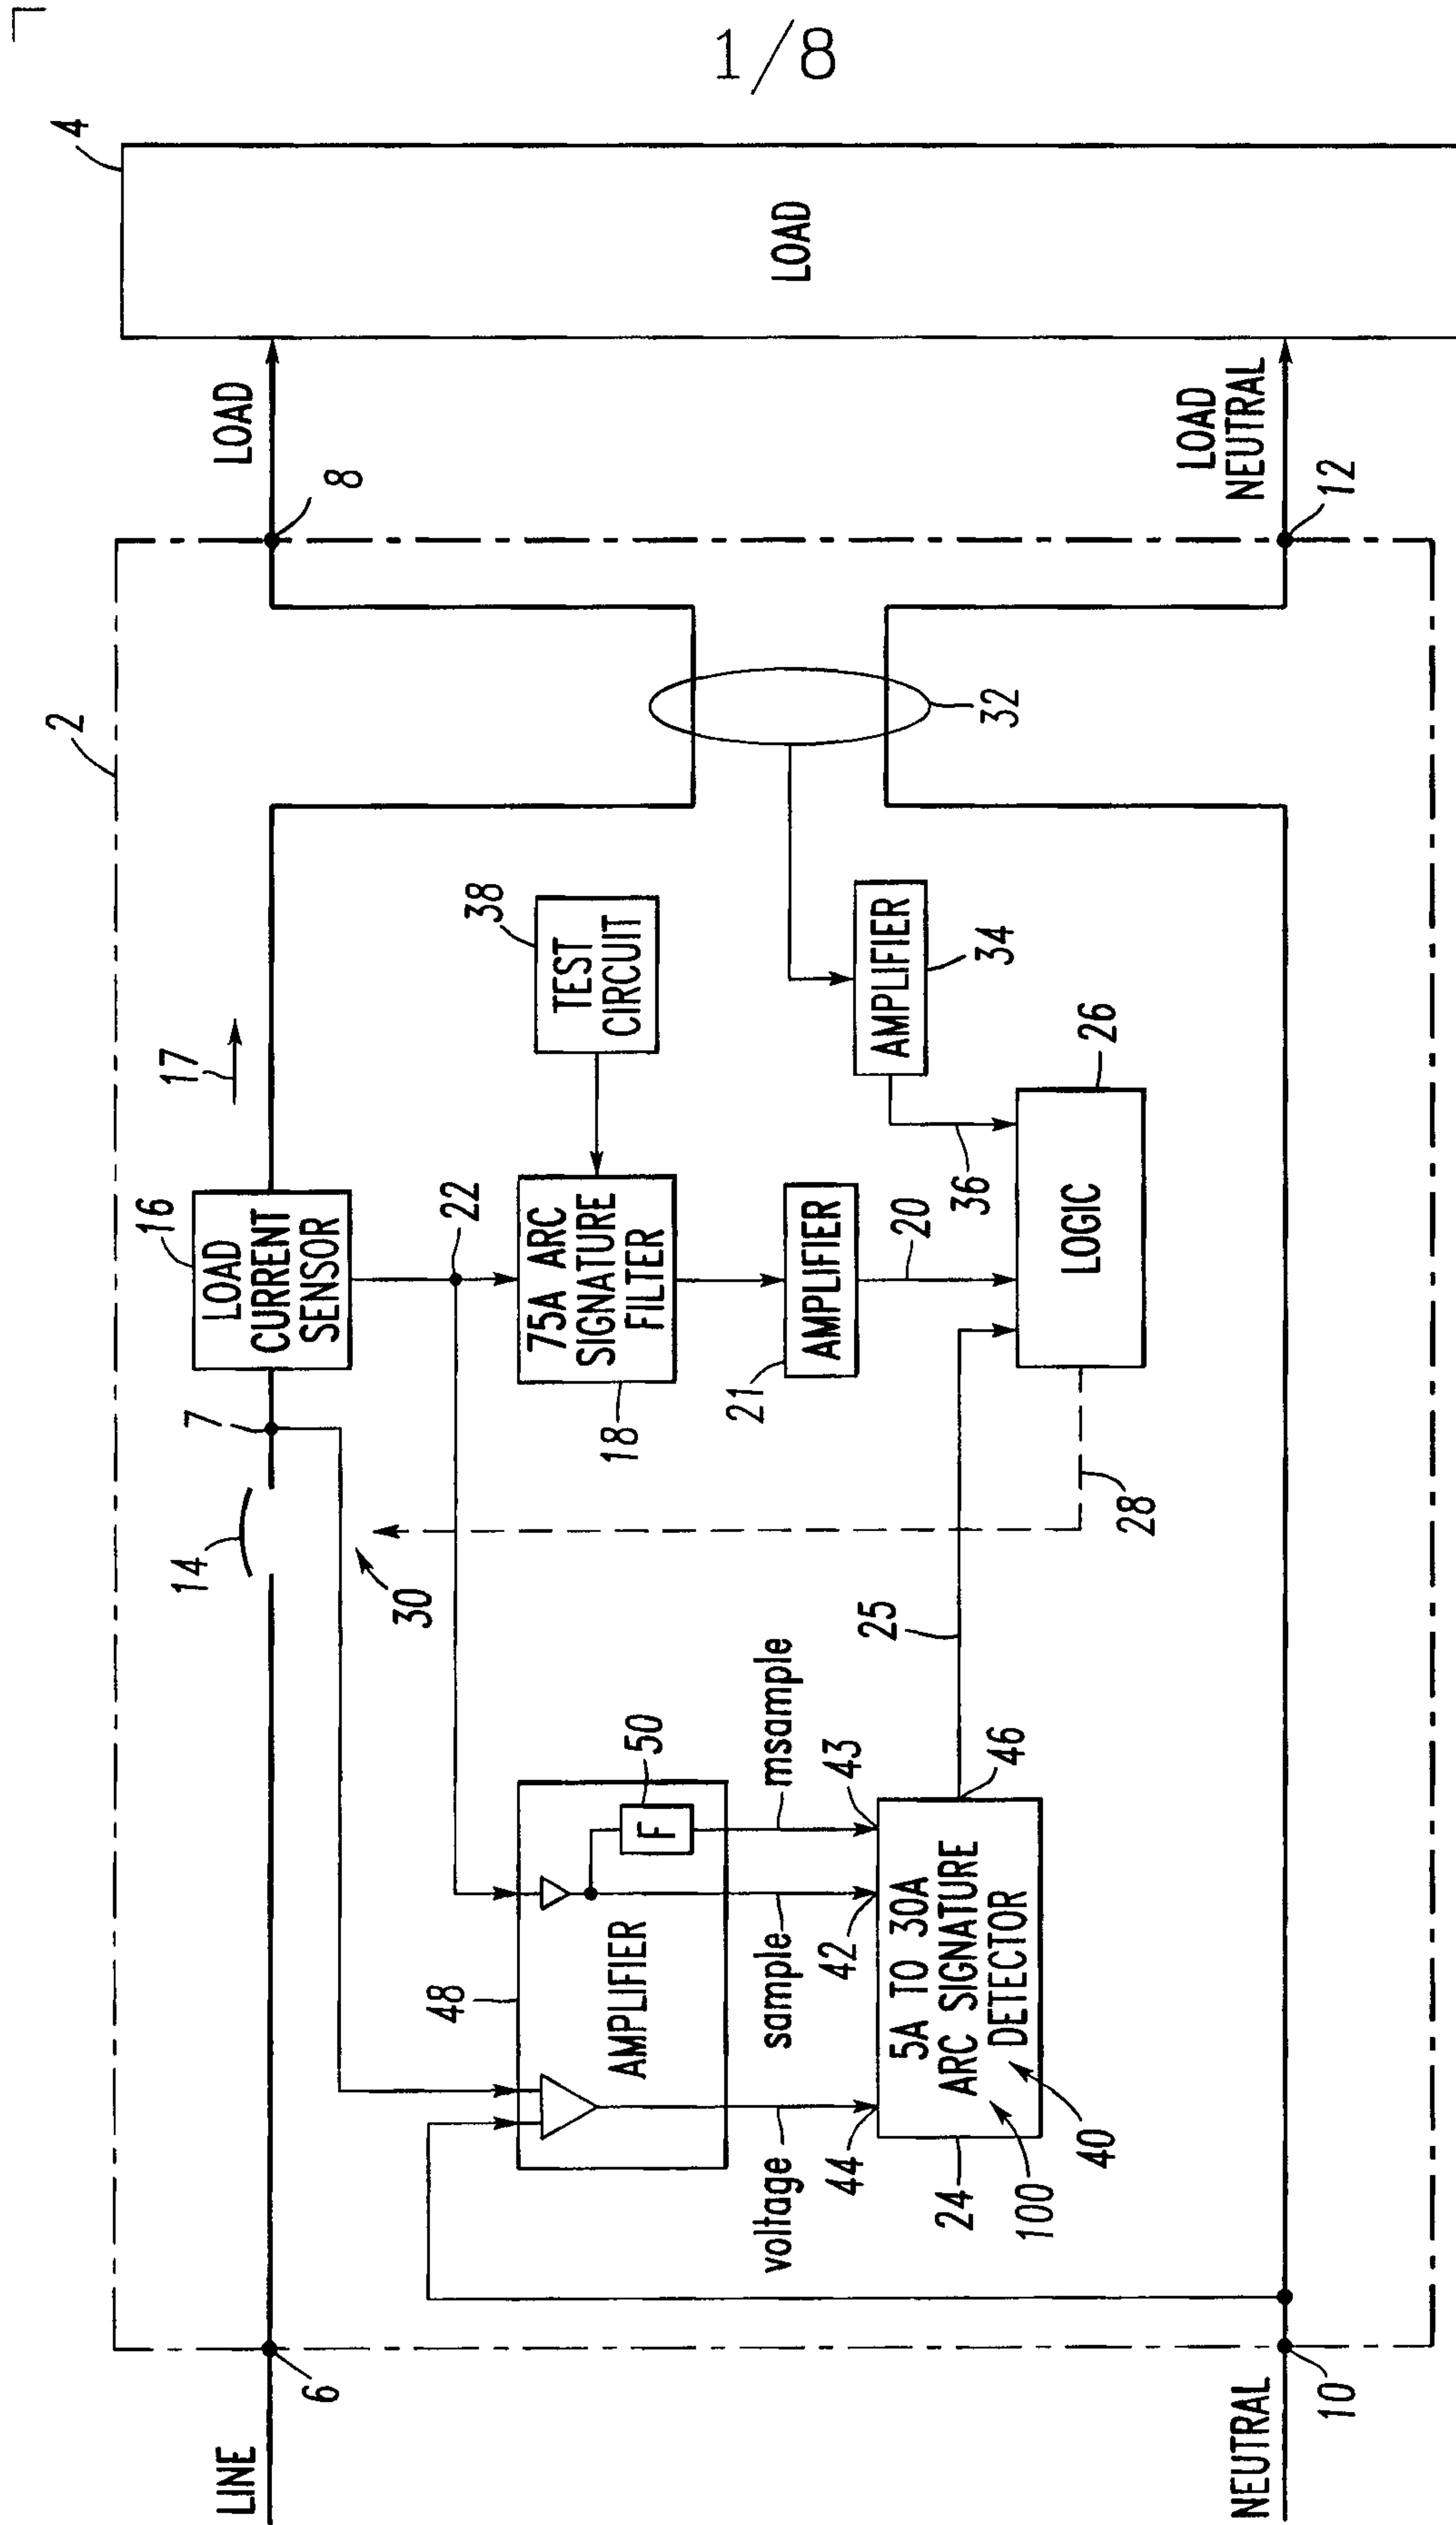 1/8
2
4
LINE
6
14
7
LOAD
CURRENT
SENSOR
16
17
8
LOAD
LOAD
30
22
48
AMPLIFIER
F
50
75A ARC
SIGNATURE
FILTER
18
TEST
CIRCUIT
38
32
voltage
sample
msample
21
AMPLIFIER
20
AMPLIFIER
34
36
44
42
43
5A TO 30A
ARC SIGNATURE
DETECTOR
24
100
40
46
25
28
LOGIC
26
NEUTRAL
10
12
LOAD
NEUTRAL